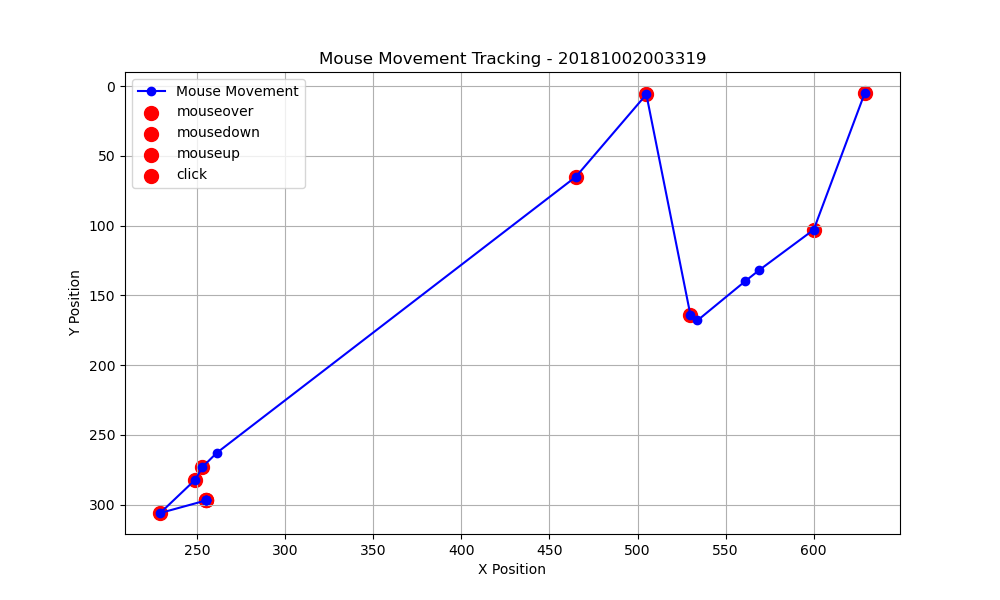 Mouse Movement Tracking - 20181002003319
Mouse Movement
mouseover
mousedown
mouseup
click
0
50
100
150
200
250
300
Y Position
250 300 350 400 450 500 550 600
X Position